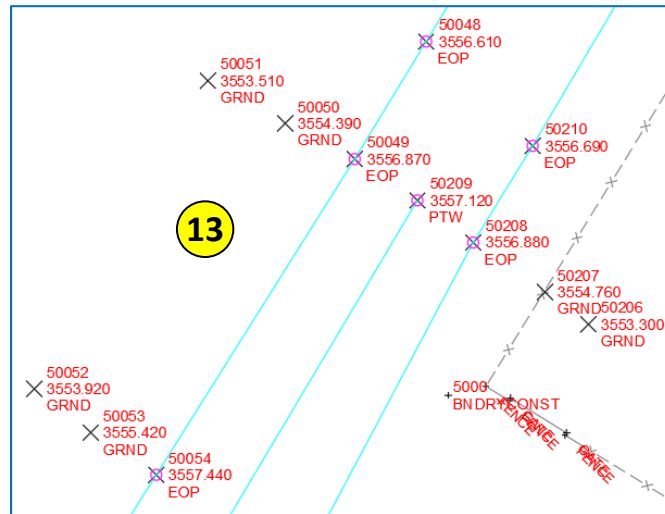 50048
3556.610
EOP
50051
3553.510
GRND
50050
3554.390
GRND
50049
3556.870
EOP
50210
3556.690
EOP
50209
3557.120
PTW
50208
3556.880
EOP
13
50207
3554.760
GRND
50206
3553.300
GRND
50052
3553.920
GRND
5000
BNDRYCONST
50053
3555.420
GRND
50054
3557.440
EOP
FENCE